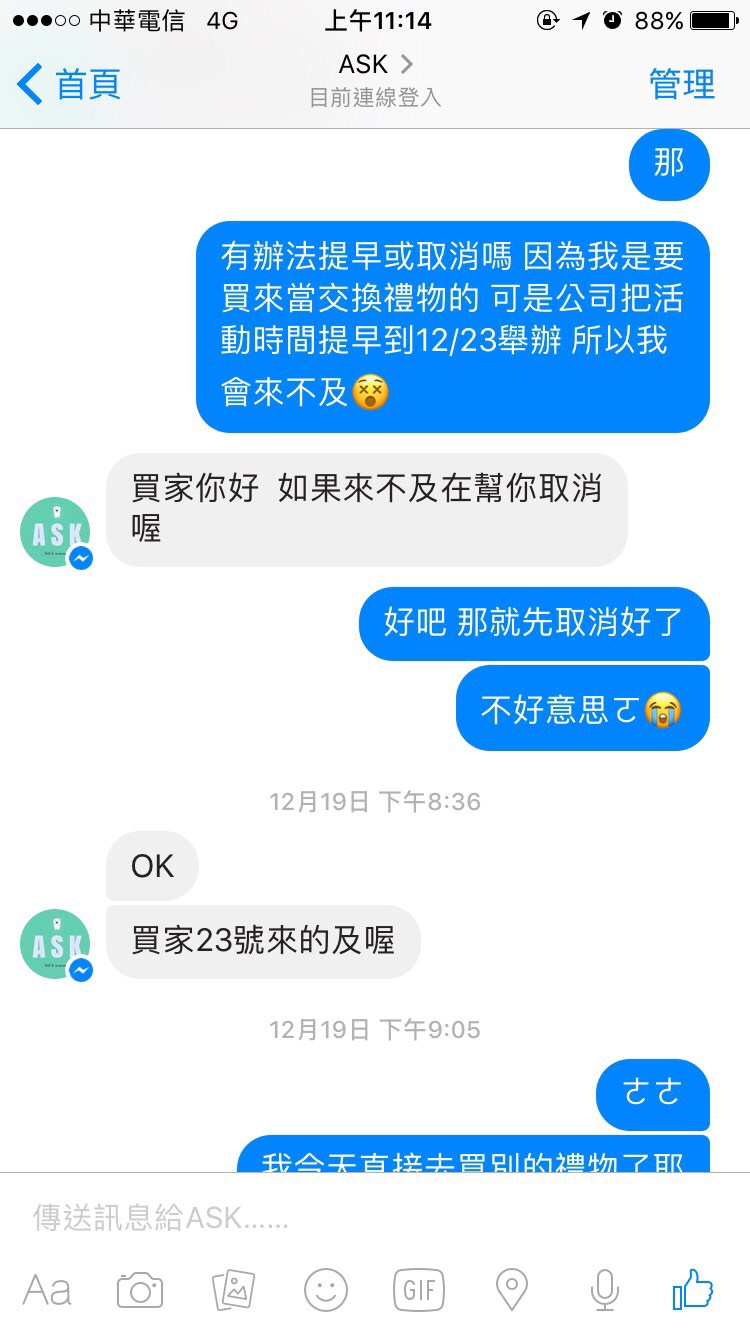 中華電信 4G 上午11:14 88%
首頁 ASK 管理
目前連線登入
那
有辦法提早或取消嗎 因為我是要
買來當交換禮物的 可是公司把活
動時間提早到12/23舉辦 所以我
會來不及😵
買家你好 如果來不及在幫你取消
喔
ASK
好吧 那就先取消好了
不好意思ㄛ😭
12月19日 下午8:36
OK
買家23號來的及喔
ASK
12月19日 下午9:05
ㄜㄜ
我今天直接去買別的禮物了耶
傳送訊息給ASK......
Aa GIF